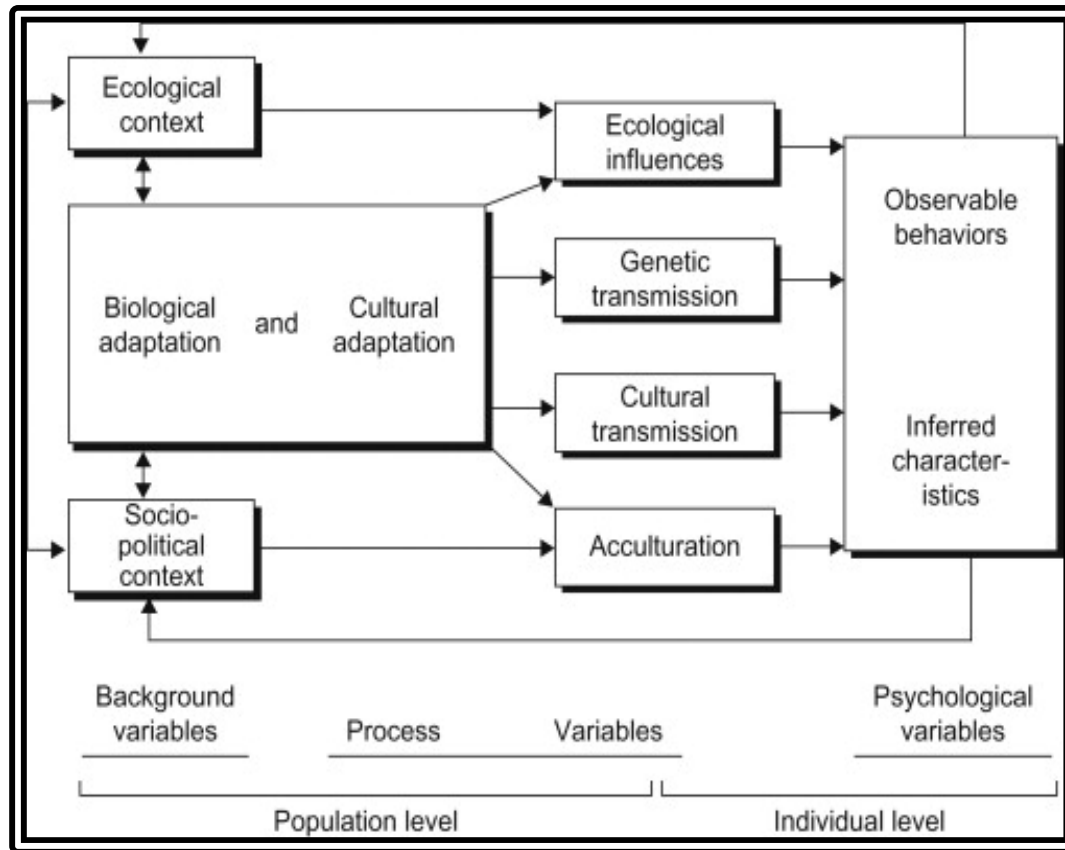 Ecological
context
Ecological
influences
Observable
behaviors
Genetic
transmission
Biological
adaptation
and
Cultural
adaptation
Cultural
transmission
Inferred
character-
istics
Socio-
political
context
Acculturation
Background
variables
Process
Variables
Psychological
variables
Population level
Individual level